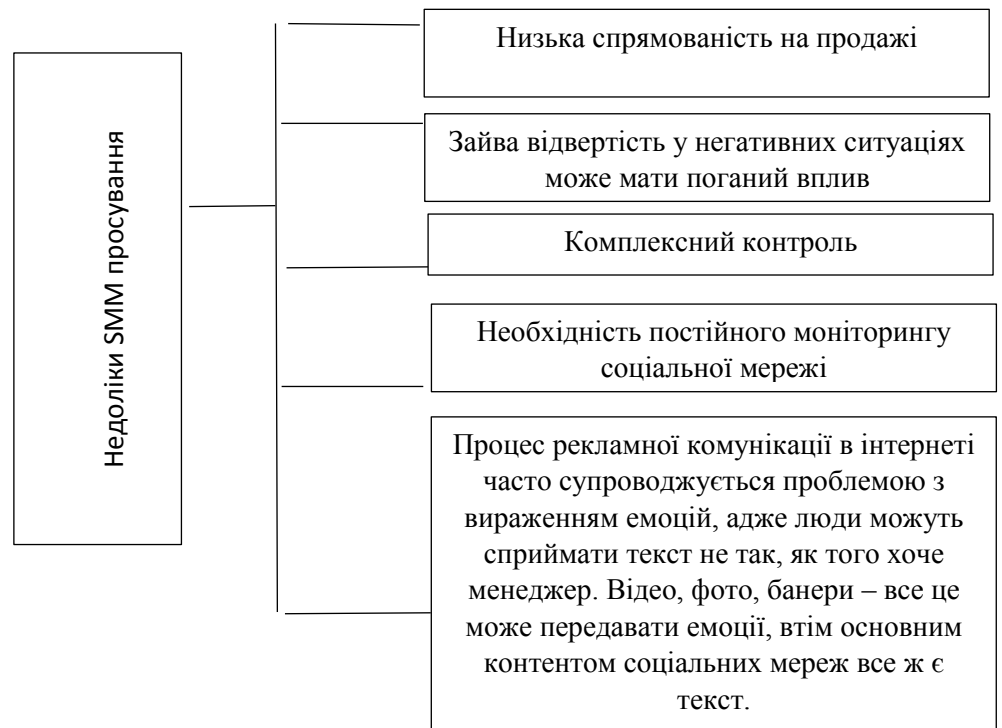 Недоліки SMM просування
Низька спрямованість на продажі
Зайва відвертість у негативних ситуаціях
може мати поганий вплив
Комплексний контроль
Необхідність постійного моніторингу
соціальної мережі
Процес рекламної комунікації в інтернеті
часто супроводжується проблемою з
вираженням емоцій, адже люди можуть
сприймати текст не так, як того хоче
менеджер. Відео, фото, банери – все це
може передавати емоції, втім основним
контентом соціальних мереж все ж є
текст.